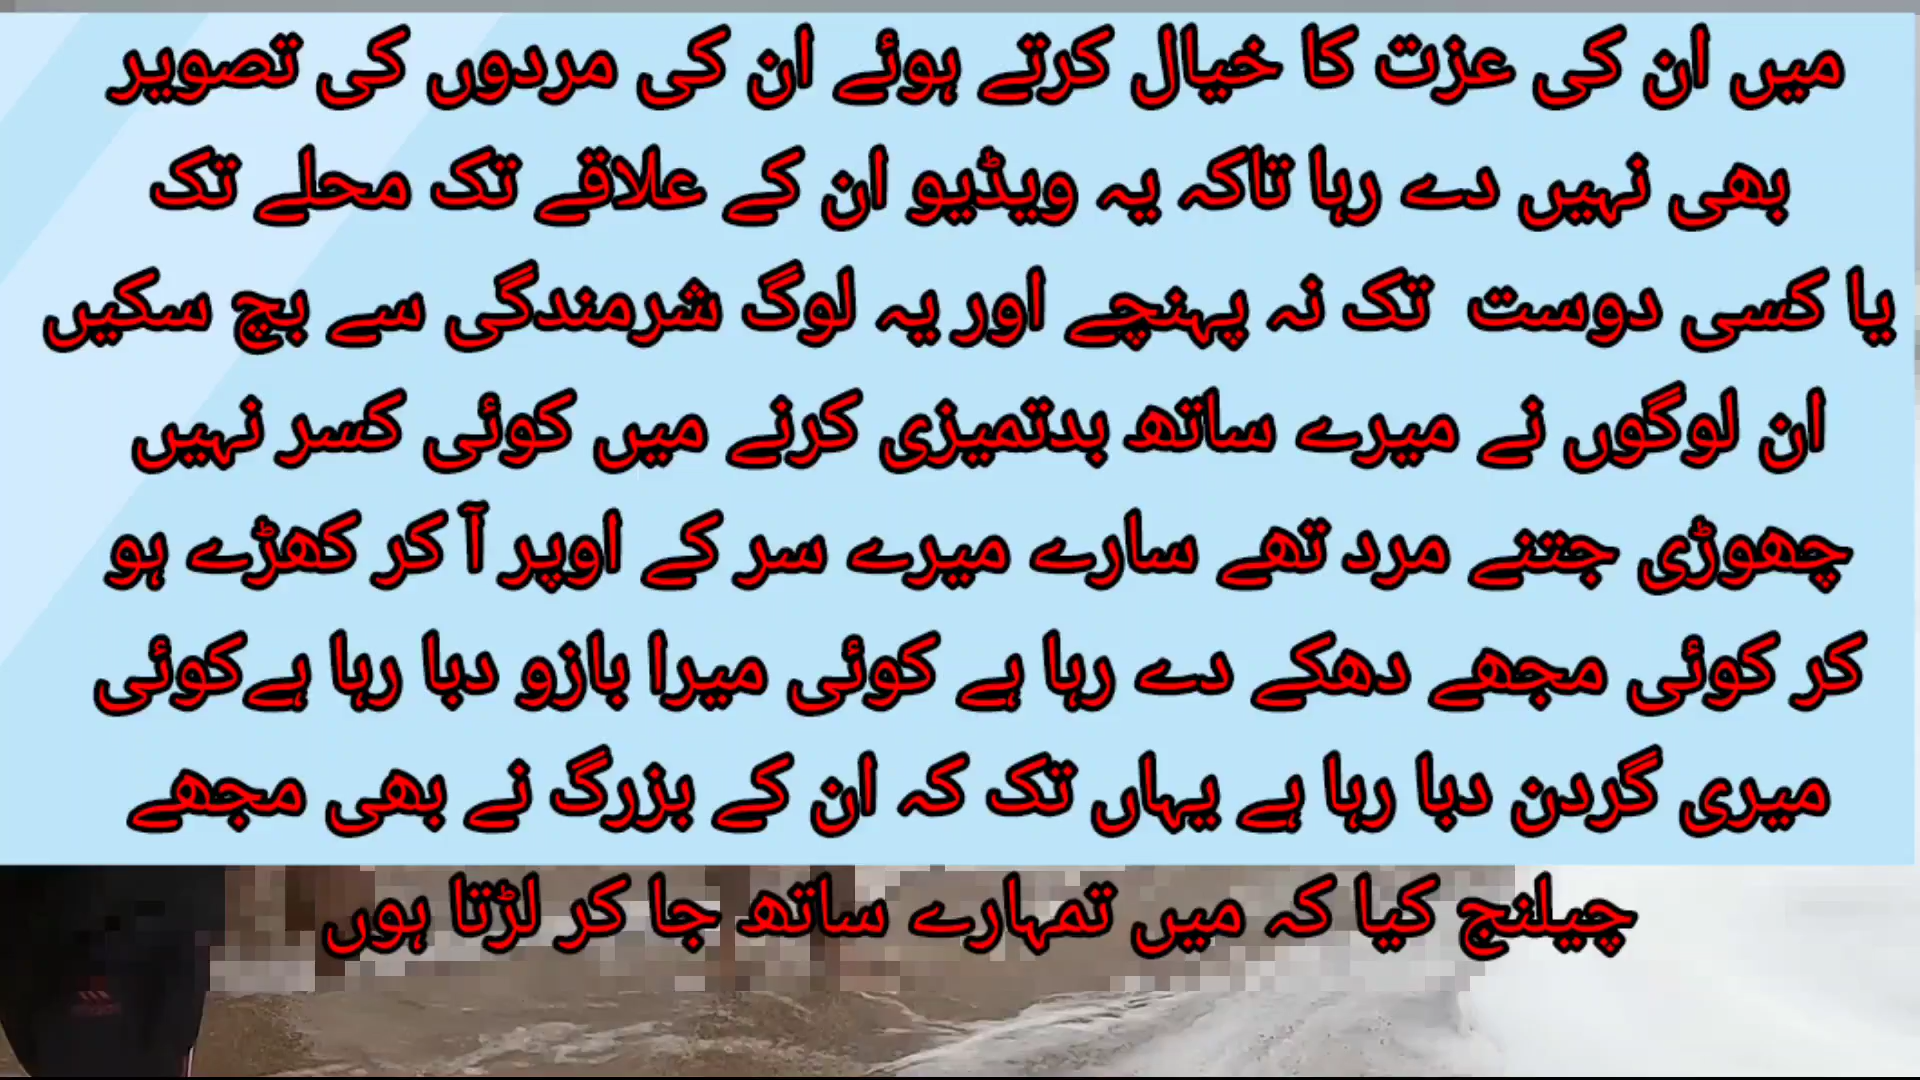 میں ان کی عزت کا خیال کرتے ہوئے ان کی مردوں کی تصویر
بھی نہیں دے رہا تاکہ یہ ویڈیو ان کے علاقے تک محلے تک
یا کسی دوست تک نہ پہنچے اور یہ لوگ شرمندگی سے بچ سکیں
ان لوگوں نے میرے ساتھ بدتمیزی کرنے میں کوئی کسر نہیں
چھوڑی جتنے مرد تھے سارے میرے سر کے اوپر آ کر کھڑے ہو
کر کوئی مجھے دھکے دے رہا ہے کوئی میرا بازو دبا رہا ہےکوئی
میری گردن دبا رہا ہے یہاں تک کہ ان کے بزرگ نے بھی مجھے
چیلنج کیا کہ میں تمہارے ساتھ جا کر لڑتا ہوں